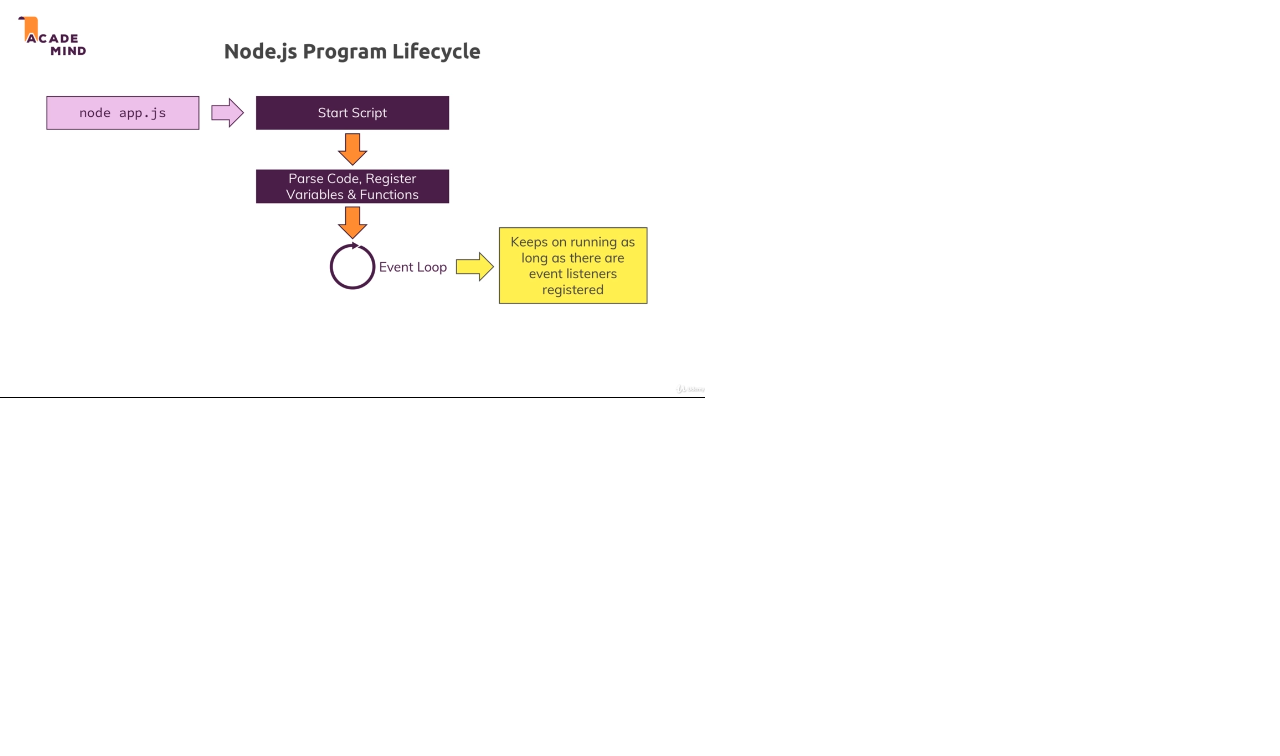 ACADE
MIND
Node.js Program Lifecycle
node app.js
Start Script
Parse Code, Register
Variables & Functions
Event Loop
Keeps on running as
long as there are
event listeners
registered